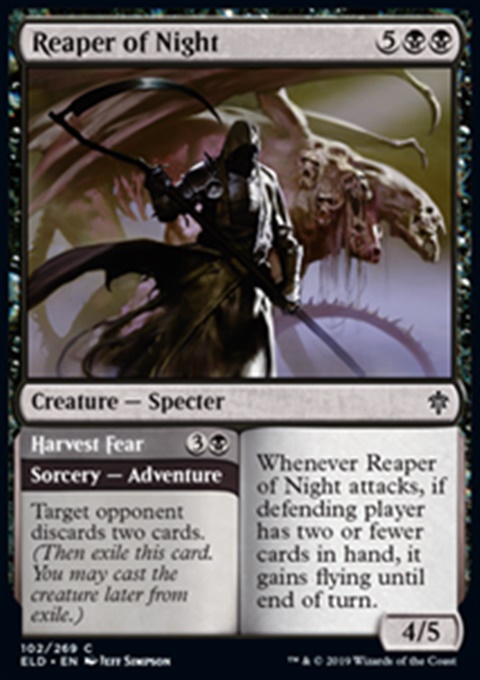 Reaper of Night 5
Creature — Specter
Harvest Fear 3
Sorcery — Adventure
Target opponent
discards two cards.
(Then exile this card.
You may cast the
creature later from
exile.)
Whenever Reaper
of Night attacks, if
defending player
has two or fewer
cards in hand, it
gains flying until
end of turn.
4/5
102/269 C
ELD • EN Jeff Simpson
™ & © 2019 Wizards of the Coast